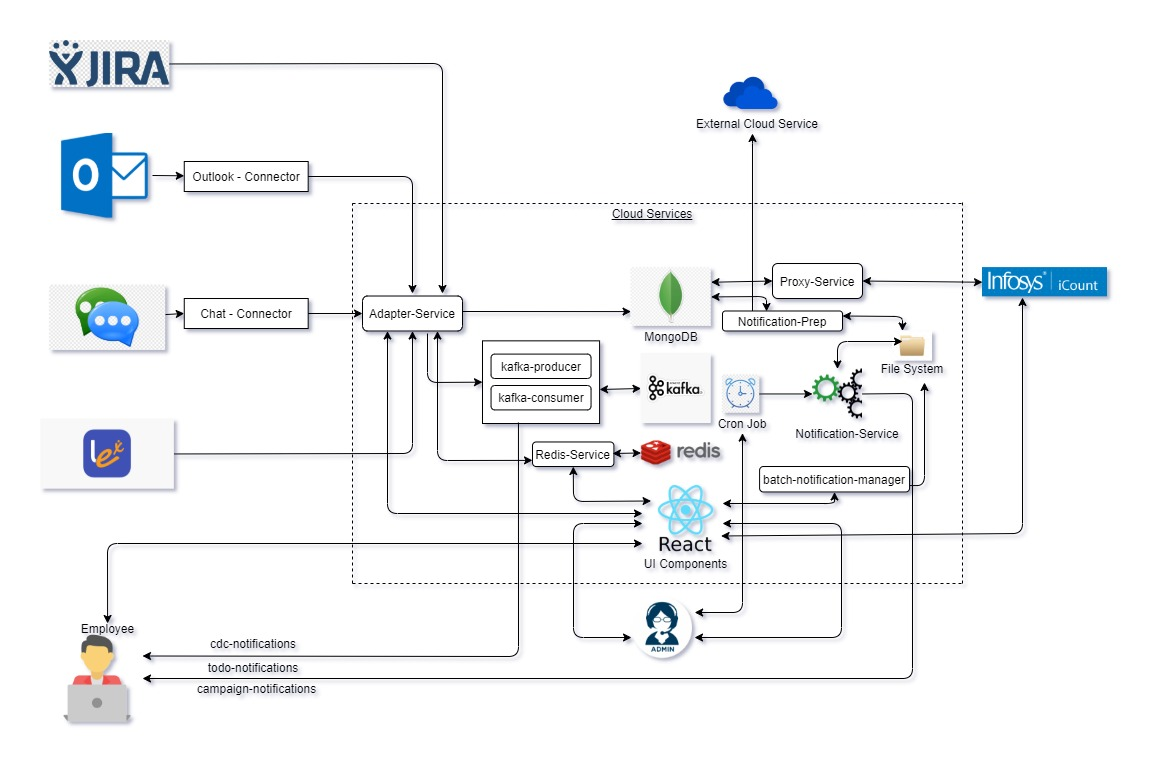 JIRA
External Cloud Service
Outlook - Connector
Cloud Services
Chat - Connector
Adapter-Service
MongoDB
Proxy-Service
Infosys® | iCount
Notification-Prep
File System
kafka-producer
kafka-consumer
kafka
Cron Job
Notification-Service
Lex
Redis-Service
redis
batch-notification-manager
React
UI Components
ADMIN
Employee
cdc-notifications
todo-notifications
campaign-notifications